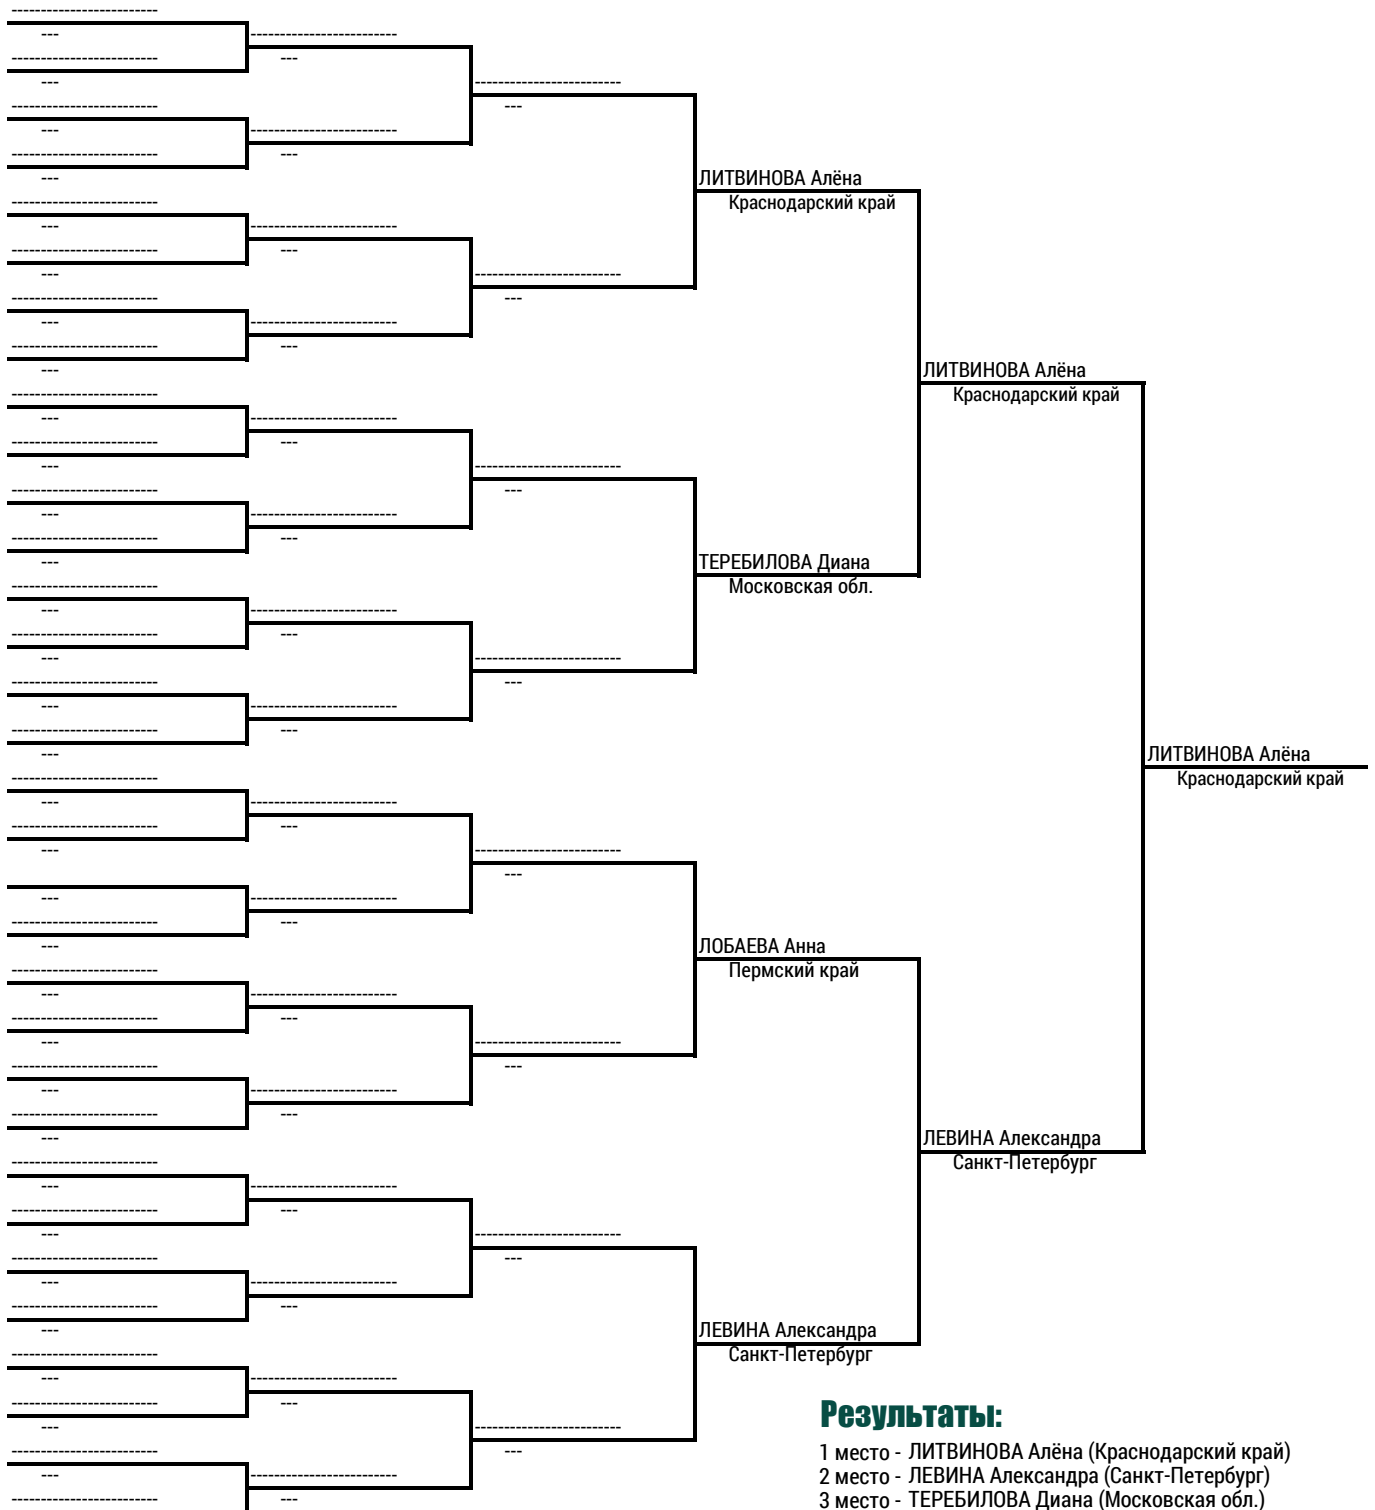 ЛИТВИНОВА Алёна
Краснодарский край
ЛИТВИНОВА Алёна
Краснодарский край
ТЕРЕБИЛОВА Диана
Московская обл.
ЛИТВИНОВА Алёна
Краснодарский край
ЛОБАЕВА Анна
Пермский край
ЛЕВИНА Александра
Санкт-Петербург
ЛЕВИНА Александра
Санкт-Петербург
Результаты:
1 место - ЛИТВИНОВА Алёна (Краснодарский край)
2 место - ЛЕВИНА Александра (Санкт-Петербург)
3 место - ТЕРЕБИЛОВА Диана (Московская обл.)